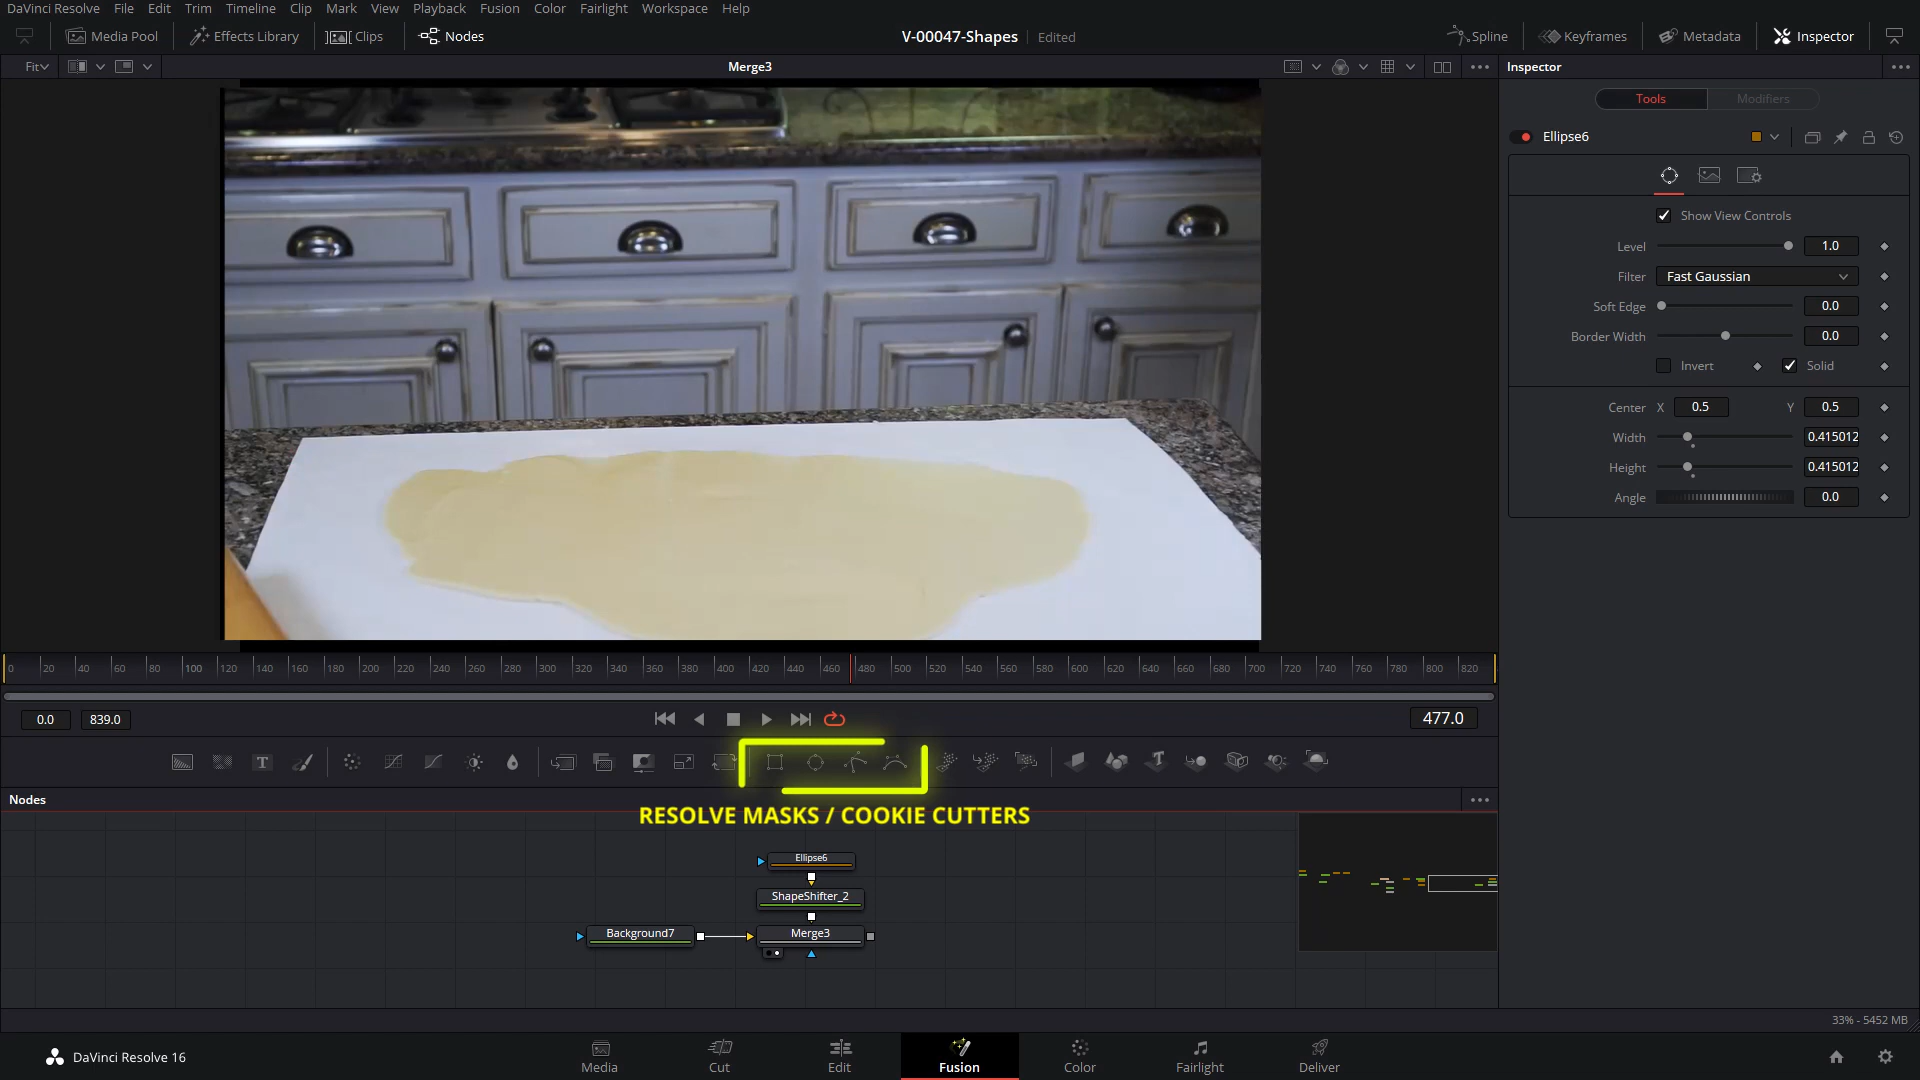 DaVinci Resolve File Edit Trim Timeline Clip Mark View Playback Fusion Color Fairlight Workspace Help
Media Pool Effects Library Clips Nodes V-00047-Shapes Edited Spline Keyframes Metadata Inspector
Fit Merge3 Inspector
Tools Modifiers
Ellipse6
Show View Controls
Level 1.0
Filter Fast Gaussian
Soft Edge 0.0
Border Width 0.0
Invert Solid
Center X 0.5 Y 0.5
Width 0.415012
Height 0.415012
Angle 0.0
0 20 40 60 80 100 120 140 160 180 200 220 240 260 280 300 320 340 360 380 400 420 440 460 480 500 520 540 560 580 600 620 640 660 680 700 720 740 760 780 800 820
0.0 839.0 477.0
Nodes
RESOLVE MASKS / COOKIE CUTTERS
Ellipse6
ShapeShifter_2
Background7 Merge3
33% - 5452 MB
DaVinci Resolve 16 Media Cut Edit Fusion Color Fairlight Deliver